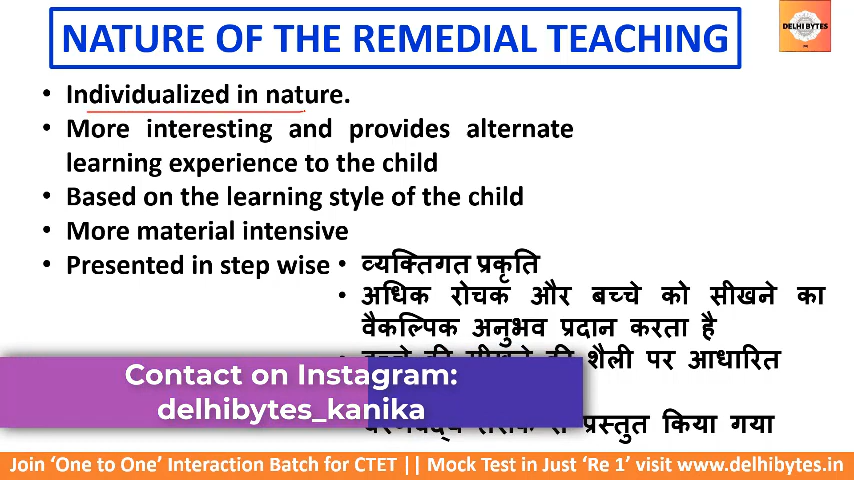 NATURE OF THE REMEDIAL TEACHING
DELHI BYTES
• Individualized in nature.
• More interesting and provides alternate
learning experience to the child
• Based on the learning style of the child
• More material intensive
• Presented in step wise
• व्यक्तिगत प्रकृति
• अधिक रोचक और बच्चे को सीखने का
वैकल्पिक अनुभव प्रदान करता है
शैली पर आधारित
प्रस्तुत किया गया
Contact on Instagram:
delhibytes_kanika
Join ‘One to One’ Interaction Batch for CTET || Mock Test in Just ‘Re 1’ visit www.delhibytes.in